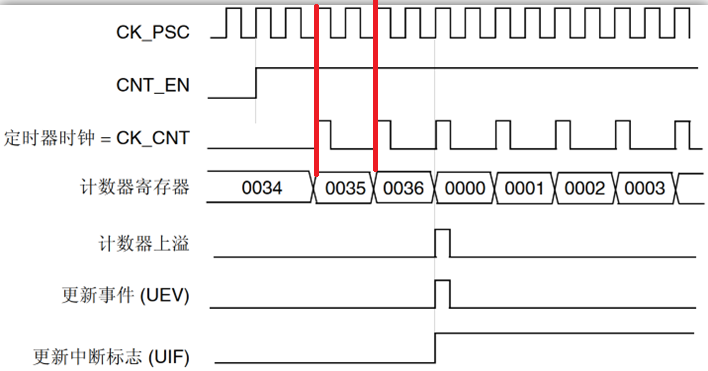 CK_PSC
CNT_EN
定时器时钟 = CK_CNT
计数器寄存器 0034 0035 0036 0000 0001 0002 0003
计数器上溢
更新事件 (UEV)
更新中断标志 (UIF)